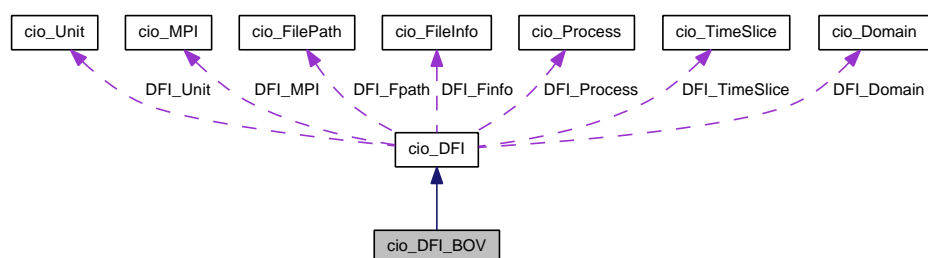 cio_Unit
cio_MPI
cio_FilePath
cio_FileInfo
cio_Process
cio_TimeSlice
cio_Domain
DFI_Unit
DFI_MPI
DFI_Fpath
DFI_Finfo
DFI_Process
DFI_TimeSlice
DFI_Domain
cio_DFI
cio_DFI_BOV